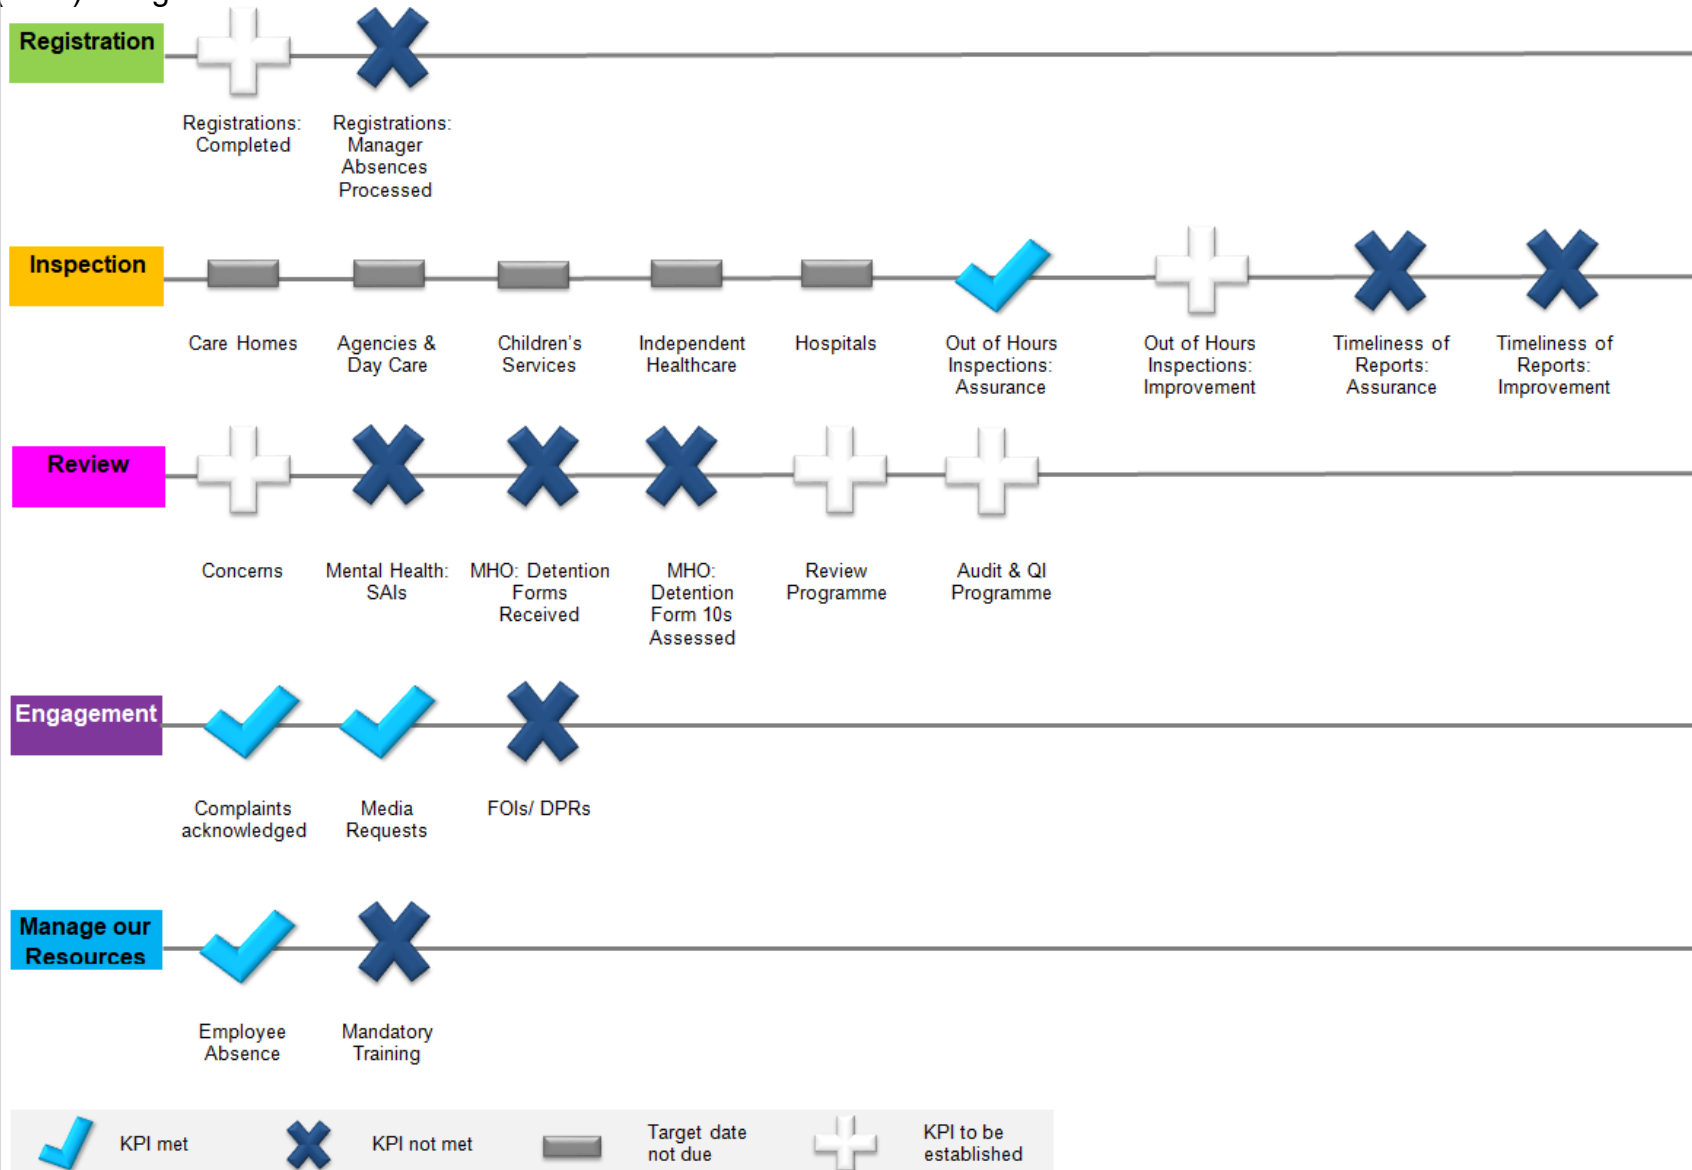 Registration
Registrations:
Completed
Registrations:
Manager
Absences
Processed
Inspection
Care Homes
Agencies &
Day Care
Children's
Services
Independent
Healthcare
Hospitals
Out of Hours
Inspections:
Assurance
Out of Hours
Inspections:
Improvement
Timeliness of
Reports:
Assurance
Timeliness of
Reports:
Improvement
Review
Concerns
Mental Health:
SAIs
MHO: Detention
Forms
Received
MHO:
Detention
Form 10s
Assessed
Review
Programme
Audit & QI
Programme
Engagement
Complaints
acknowledged
Media
Requests
FOIs/ DPRs
Manage our
Resources
Employee
Absence
Mandatory
Training
KPI met
KPI not met
Target date
not due
KPI to be
established